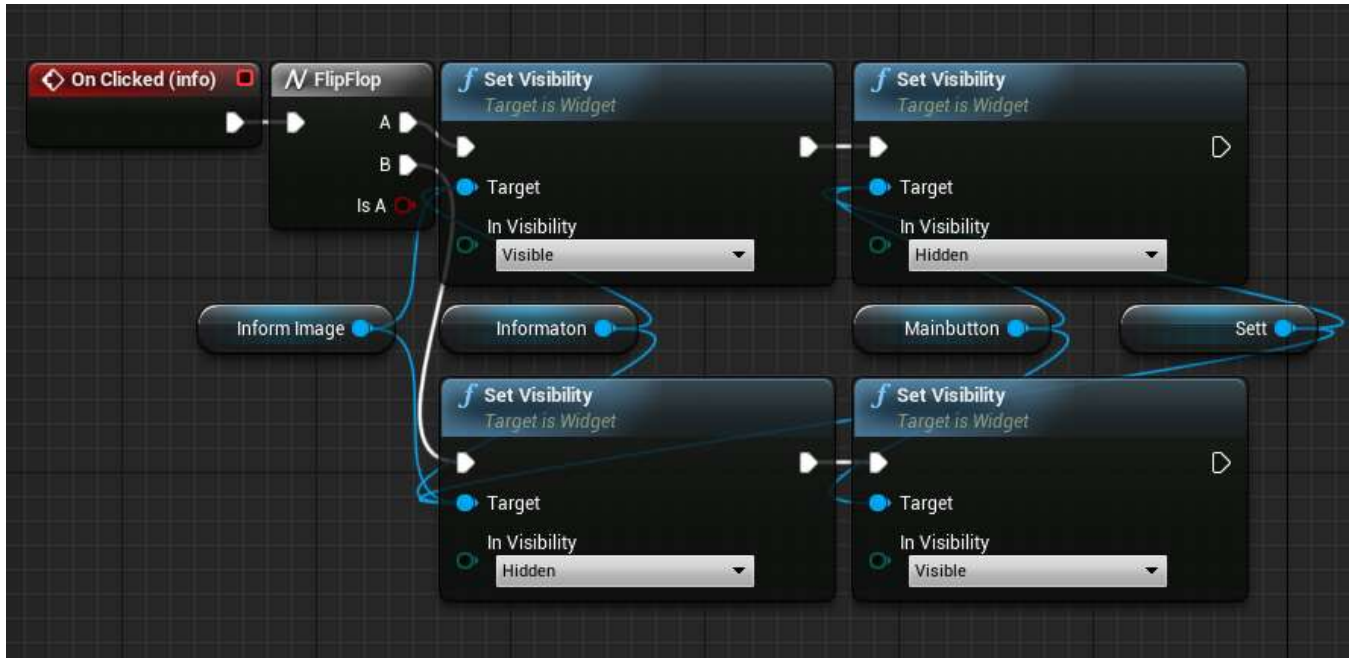 On Clicked (info)
FlipFlop
A
B
Is A
Set Visibility
Target is Widget
Target
In Visibility
Visible
Set Visibility
Target is Widget
Target
In Visibility
Hidden
Inform Image
Informaton
Mainbutton
Sett
Set Visibility
Target is Widget
Target
In Visibility
Hidden
Set Visibility
Target is Widget
Target
In Visibility
Visible